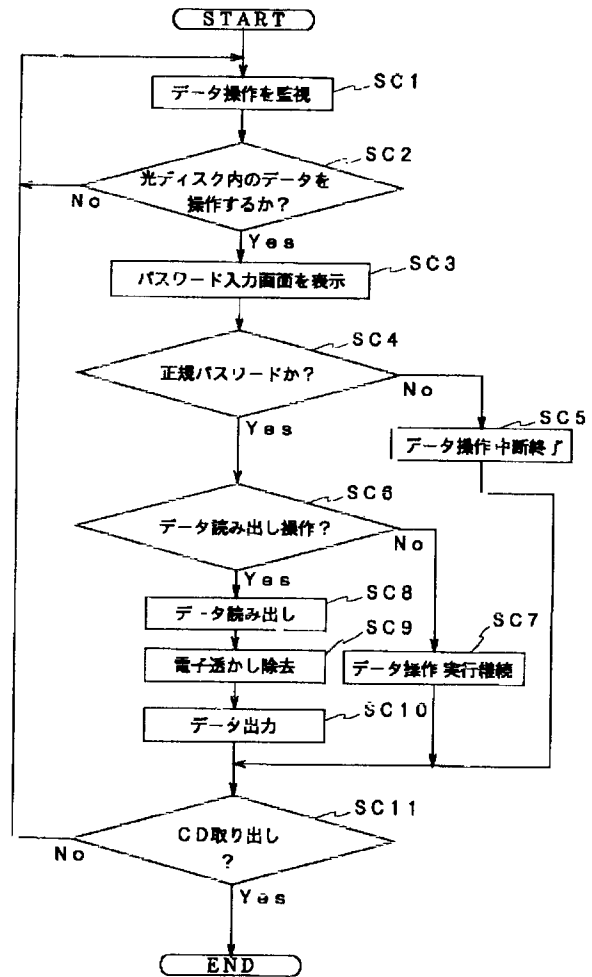 START
データ操作を監視
SC1
光ディスク内のデータを
操作するか?
SC2
No
Yes
パスワード入力画面を表示
SC3
正規パスワードか?
SC4
No
Yes
データ操作 中断終了
SC5
データ読み出し操作?
SC6
No
Yes
データ読み出し
SC8
電子透かし除去
SC9
データ操作 実行継続
SC7
データ出力
SC10
CD取り出し
?
SC11
No
Yes
END